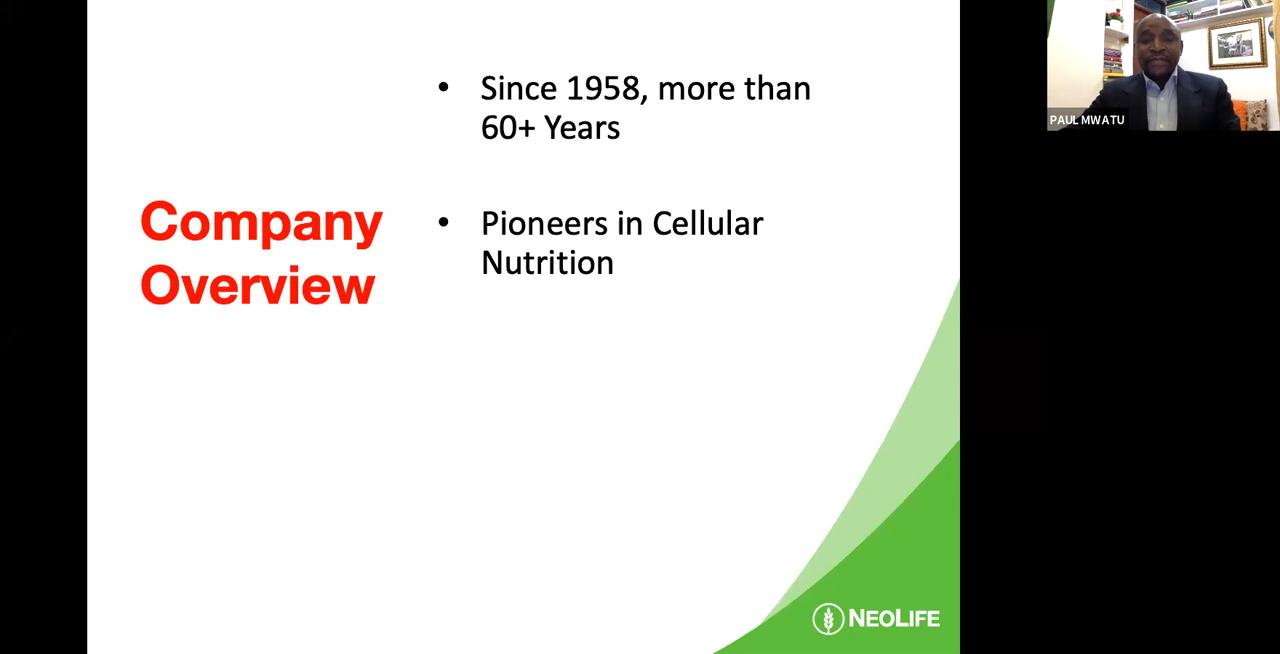 Company
Overview
• Since 1958, more than
60+ Years
• Pioneers in Cellular
Nutrition
NEOLIFE
PAUL MWATU